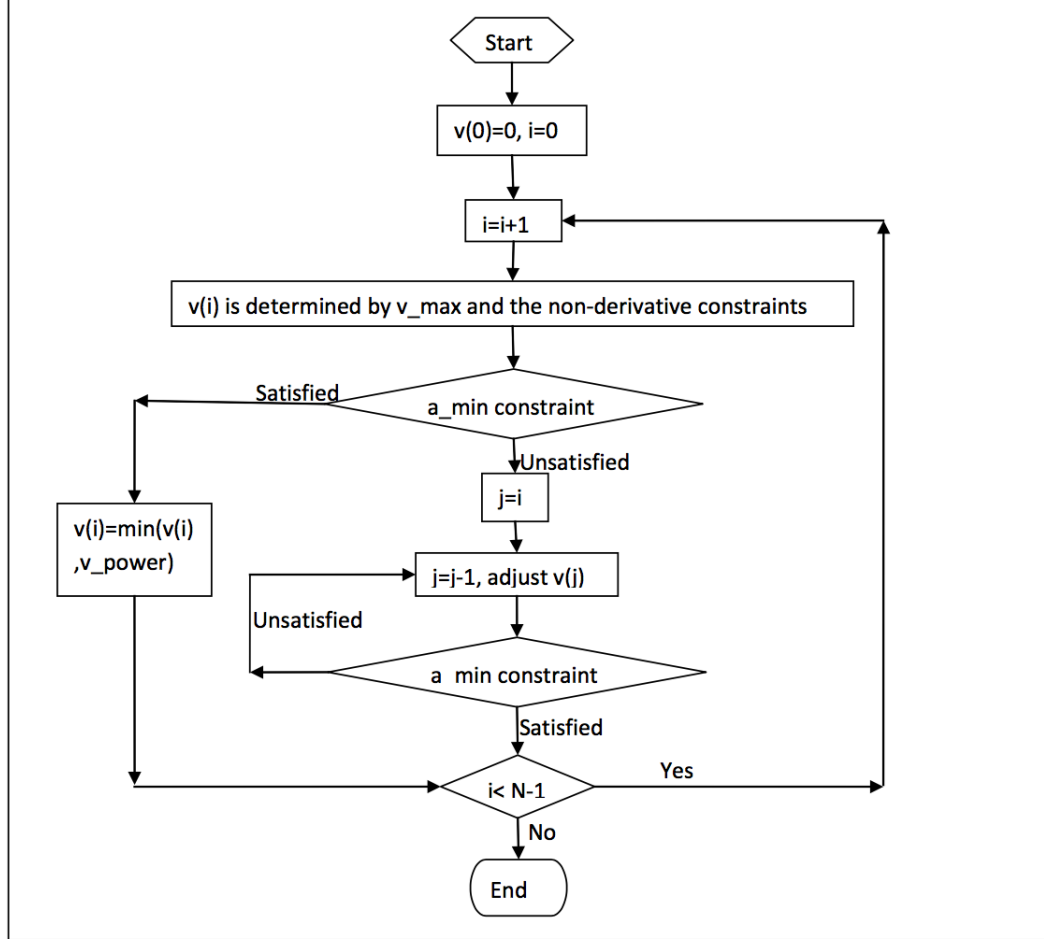 Start
v(0)=0, i=0
i=i+1
v(i) is determined by v_max and the non-derivative constraints
Satisfied
a_min constraint
Unsatisfied
j=i
v(i)=min(v(i)
,v_power)
j=j-1, adjust v(j)
Unsatisfied
a min constraint
Satisfied
Yes
i< N-1
No
End